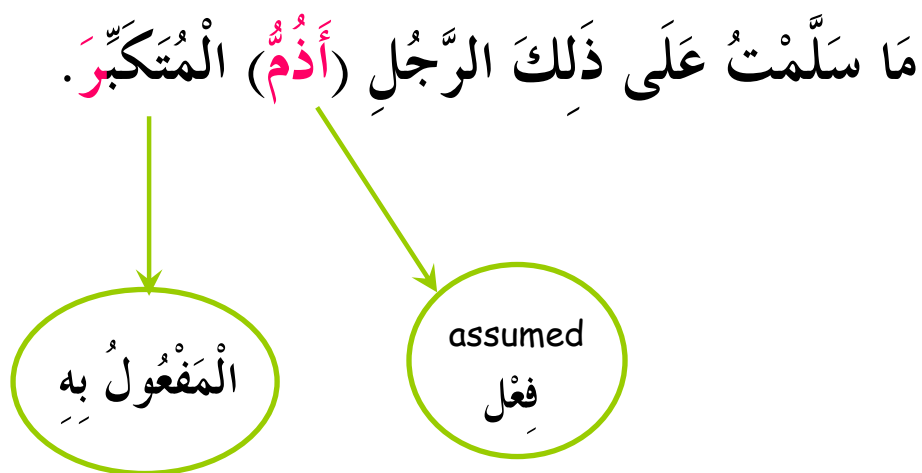 مَا سَلَّمْتُ عَلَى ذَلِكَ الرَّجُلِ (أَذُمُّ) الْمُتَكَبِّرَ.
assumed
فِعْل
الْمَفْعُولُ بِهِ